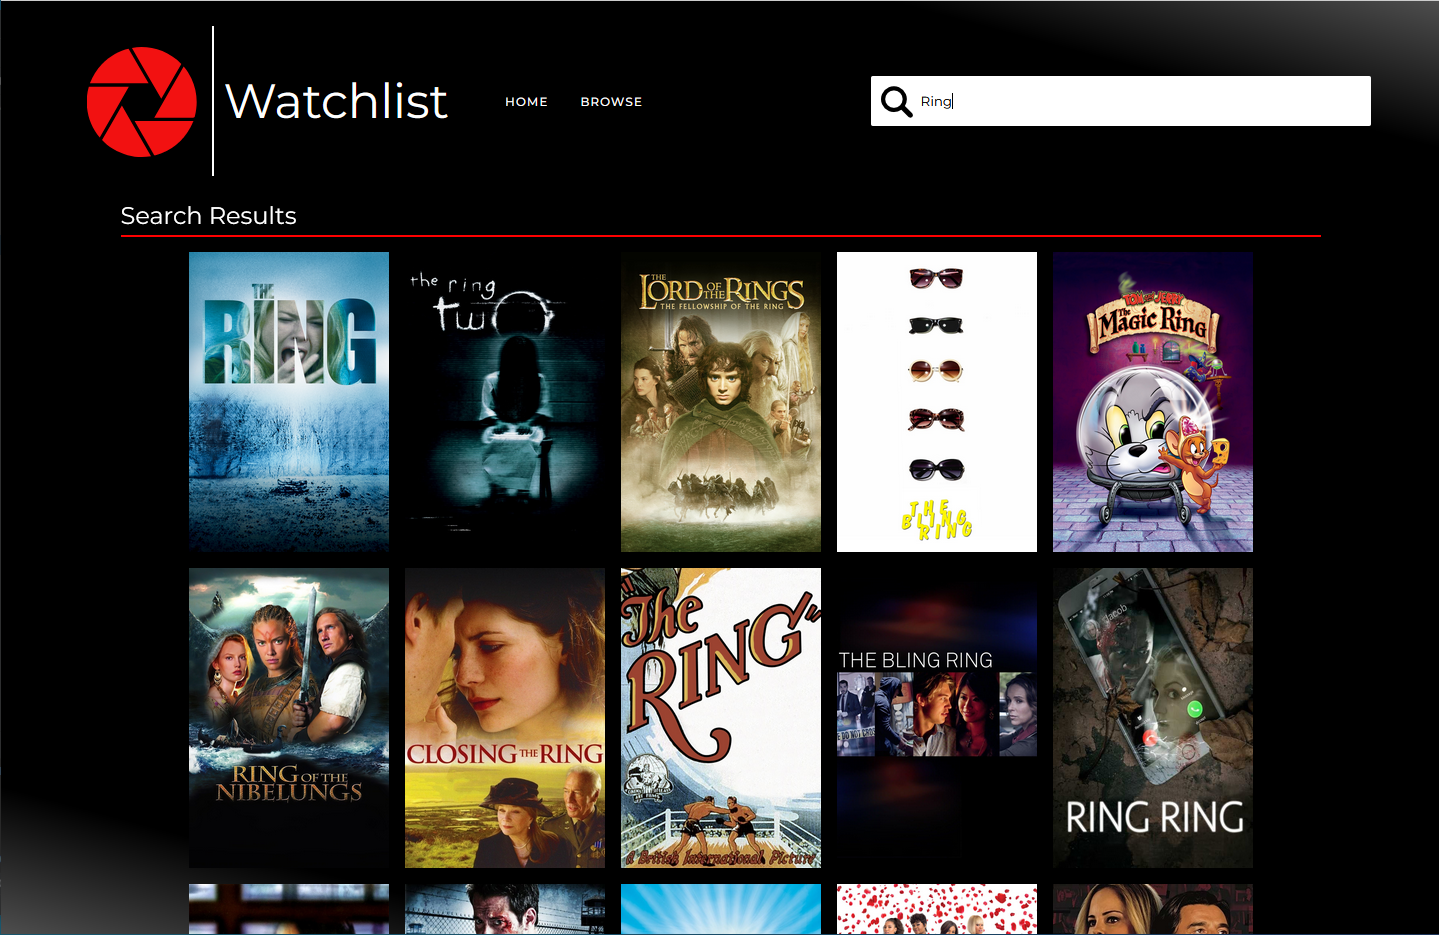 Watchlist
HOME
BROWSE
Ring
Search Results
THE
RING
the ring
two
THE
LORD OF THE RINGS
THE FELLOWSHIP OF THE RING
THE
BLING
RING
TOM AND JERRY
The
Magic Ring
RING OF THE
NIBELUNGS
CLOSING THE RING
"The
RING"
A British International Picture
THE BLING RING
Jacob
RING RING